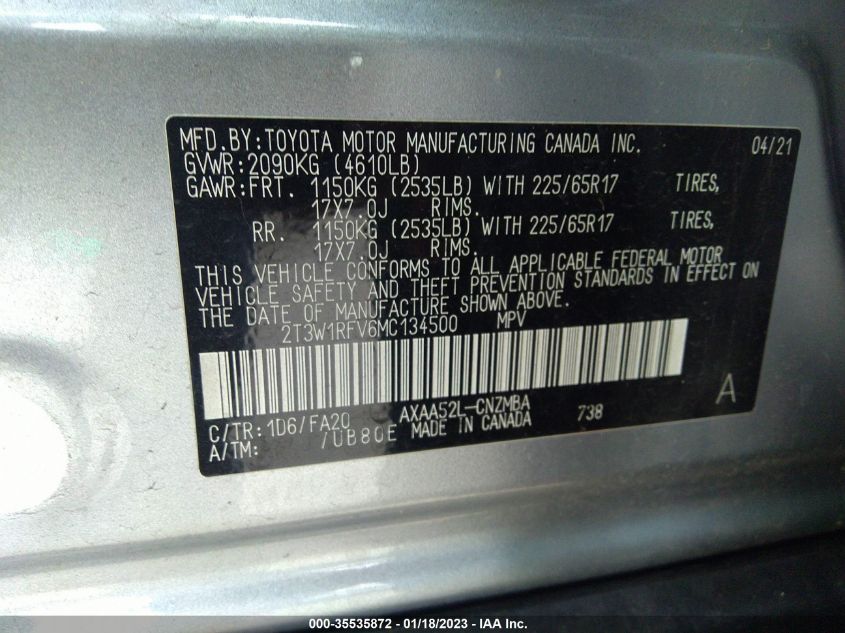 MFD.BY:TOYOTA MOTOR MANUFACTURING CANADA INC. 04/21
GVWR:2090KG (4610LB)
GAWR:FRT. 1150KG (2535LB) WITH 225/65R17 TIRES,
17X7.0J RIMS.
RR. 1150KG (2535LB) WITH 225/65R17 TIRES,
17X7.0J RIMS.
THIS VEHICLE CONFORMS TO ALL APPLICABLE FEDERAL MOTOR
VEHICLE SAFETY AND THEFT PREVENTION STANDARDS IN EFFECT ON
THE DATE OF MANUFACTURE SHOWN ABOVE.
2T3W1RFV6MC134500 MPV
A
C/TR:1D6/FA20 AXAA52L-CNZMBA 738
A/TM: /UB80E MADE IN CANADA
000-35535872 / 01/18/2023 - IAA Inc.